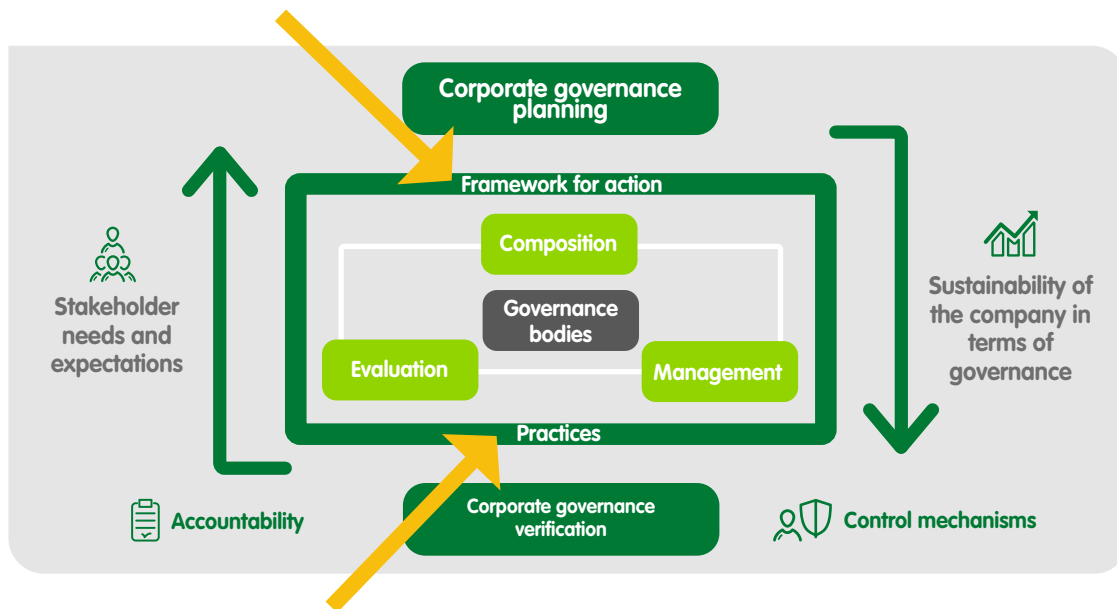 Corporate governance
planning
Framework for action
Composition
Governance
bodies
Evaluation
Management
Practices
Stakeholder
needs and
expectations
Sustainability of
the company in
terms of
governance
Accountability
Corporate governance
verification
Control mechanisms